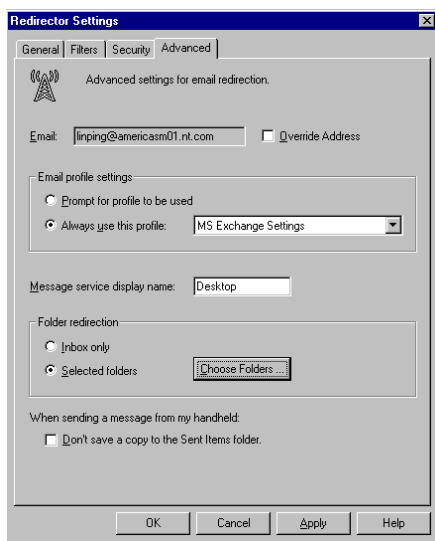 Redirector Settings
General Filters Security Advanced
Advanced settings for email redirection.
Email: linping@americasm01.nt.com Override Address
Email profile settings
Prompt for profile to be used
Always use this profile: MS Exchange Settings
Message service display name: Desktop
Folder redirection
Inbox only
Selected folders Choose Folders ...
When sending a message from my handheld:
Don't save a copy to the Sent Items folder.
OK Cancel Apply Help